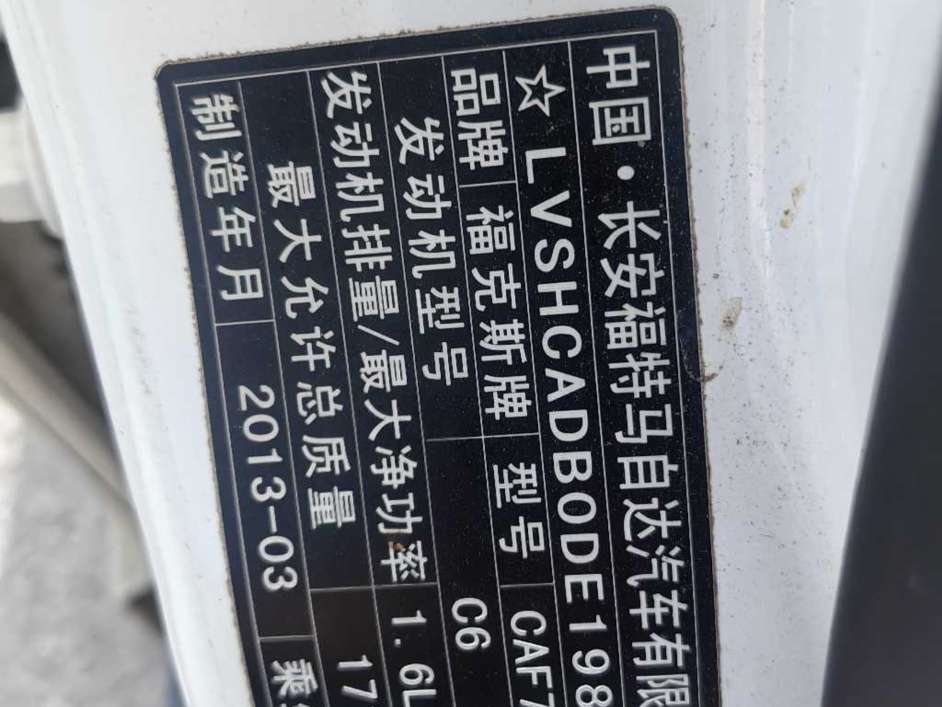 中国·长安福特马自达汽车有限
☆LVSHCADB0DE198
品牌 福克斯牌 型号 CAF7
发动机型号 C6
发动机排量/最大净功率 1.6L
最大允许总质量 17
制造年月 2013-03 乘